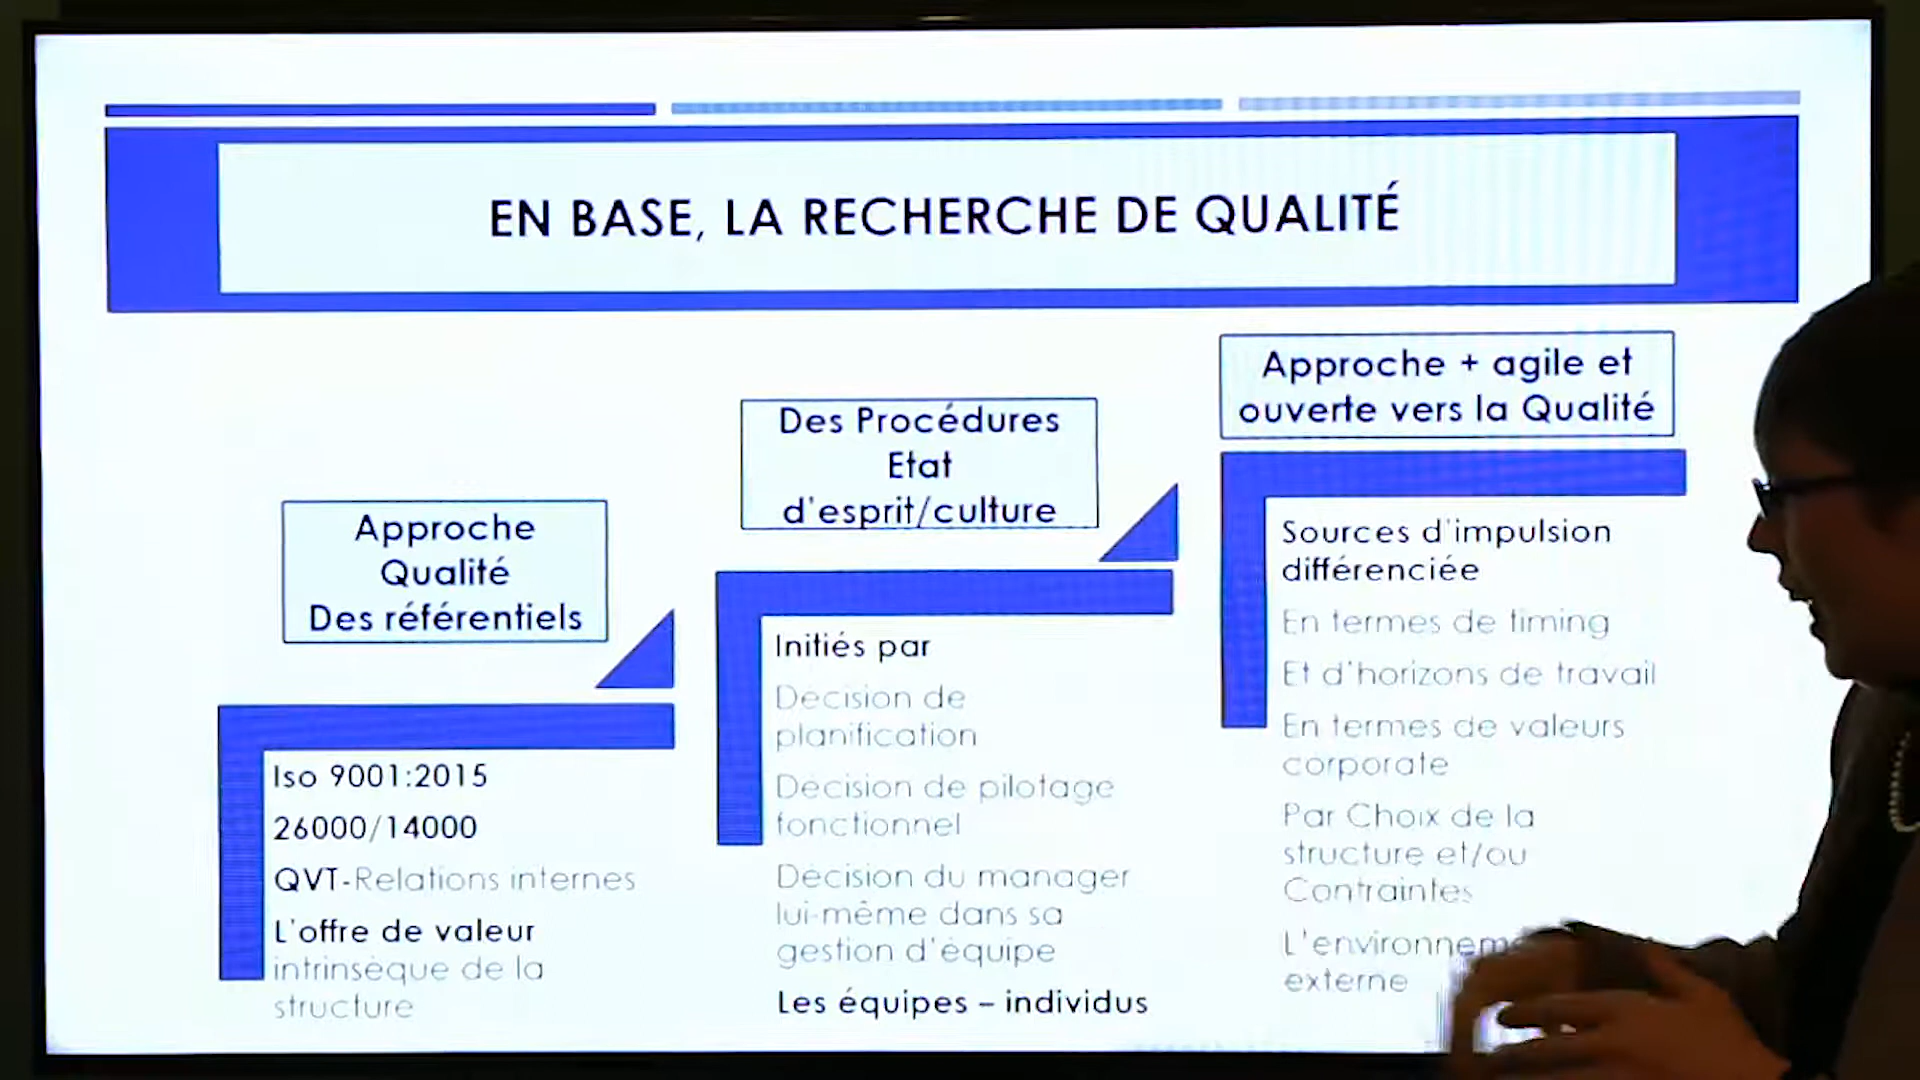 EN BASE, LA RECHERCHE DE QUALITÉ
Approche
Qualité
Des référentiels
Iso 9001:2015
26000/14000
QVT-Relations internes
L'offre de valeur
intrinsèque de la
structure
Des Procédures
Etat
d'esprit/culture
Initiés par
Décision de
planification
Décision de pilotage
fonctionnel
Décision du manager
lui-même dans sa
gestion d'équipe
Les équipes – individus
Approche + agile et
ouverte vers la Qualité
Sources d'impulsion
différenciée
En termes de timing
Et d'horizons de travail
En termes de valeurs
corporate
Par Choix de la
structure et/ou
Contraintes
externe